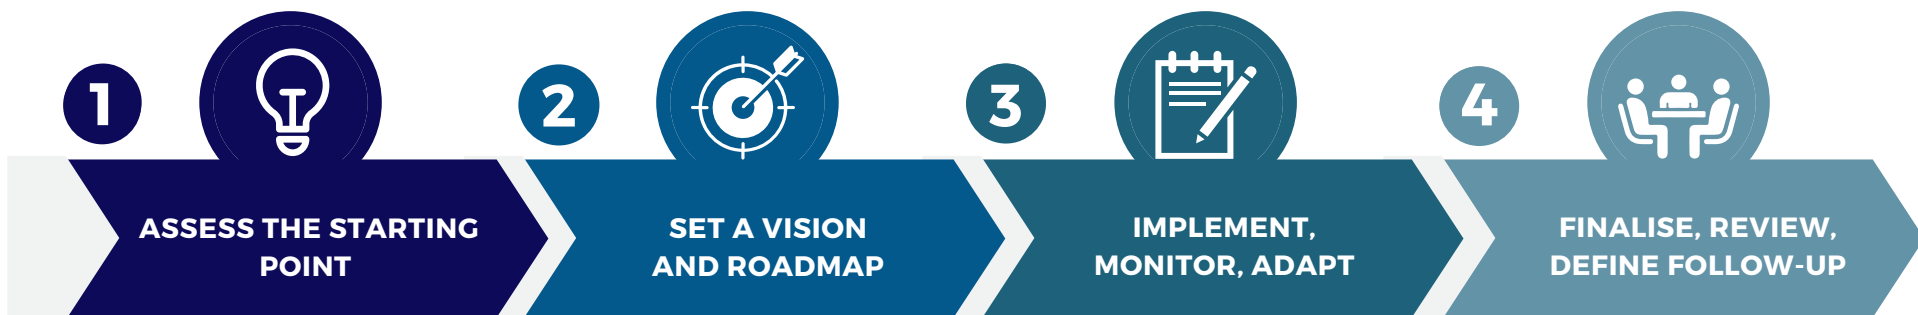 1
ASSESS THE STARTING
POINT
2
SET A VISION
AND ROADMAP
3
IMPLEMENT,
MONITOR, ADAPT
4
FINALISE, REVIEW,
DEFINE FOLLOW-UP